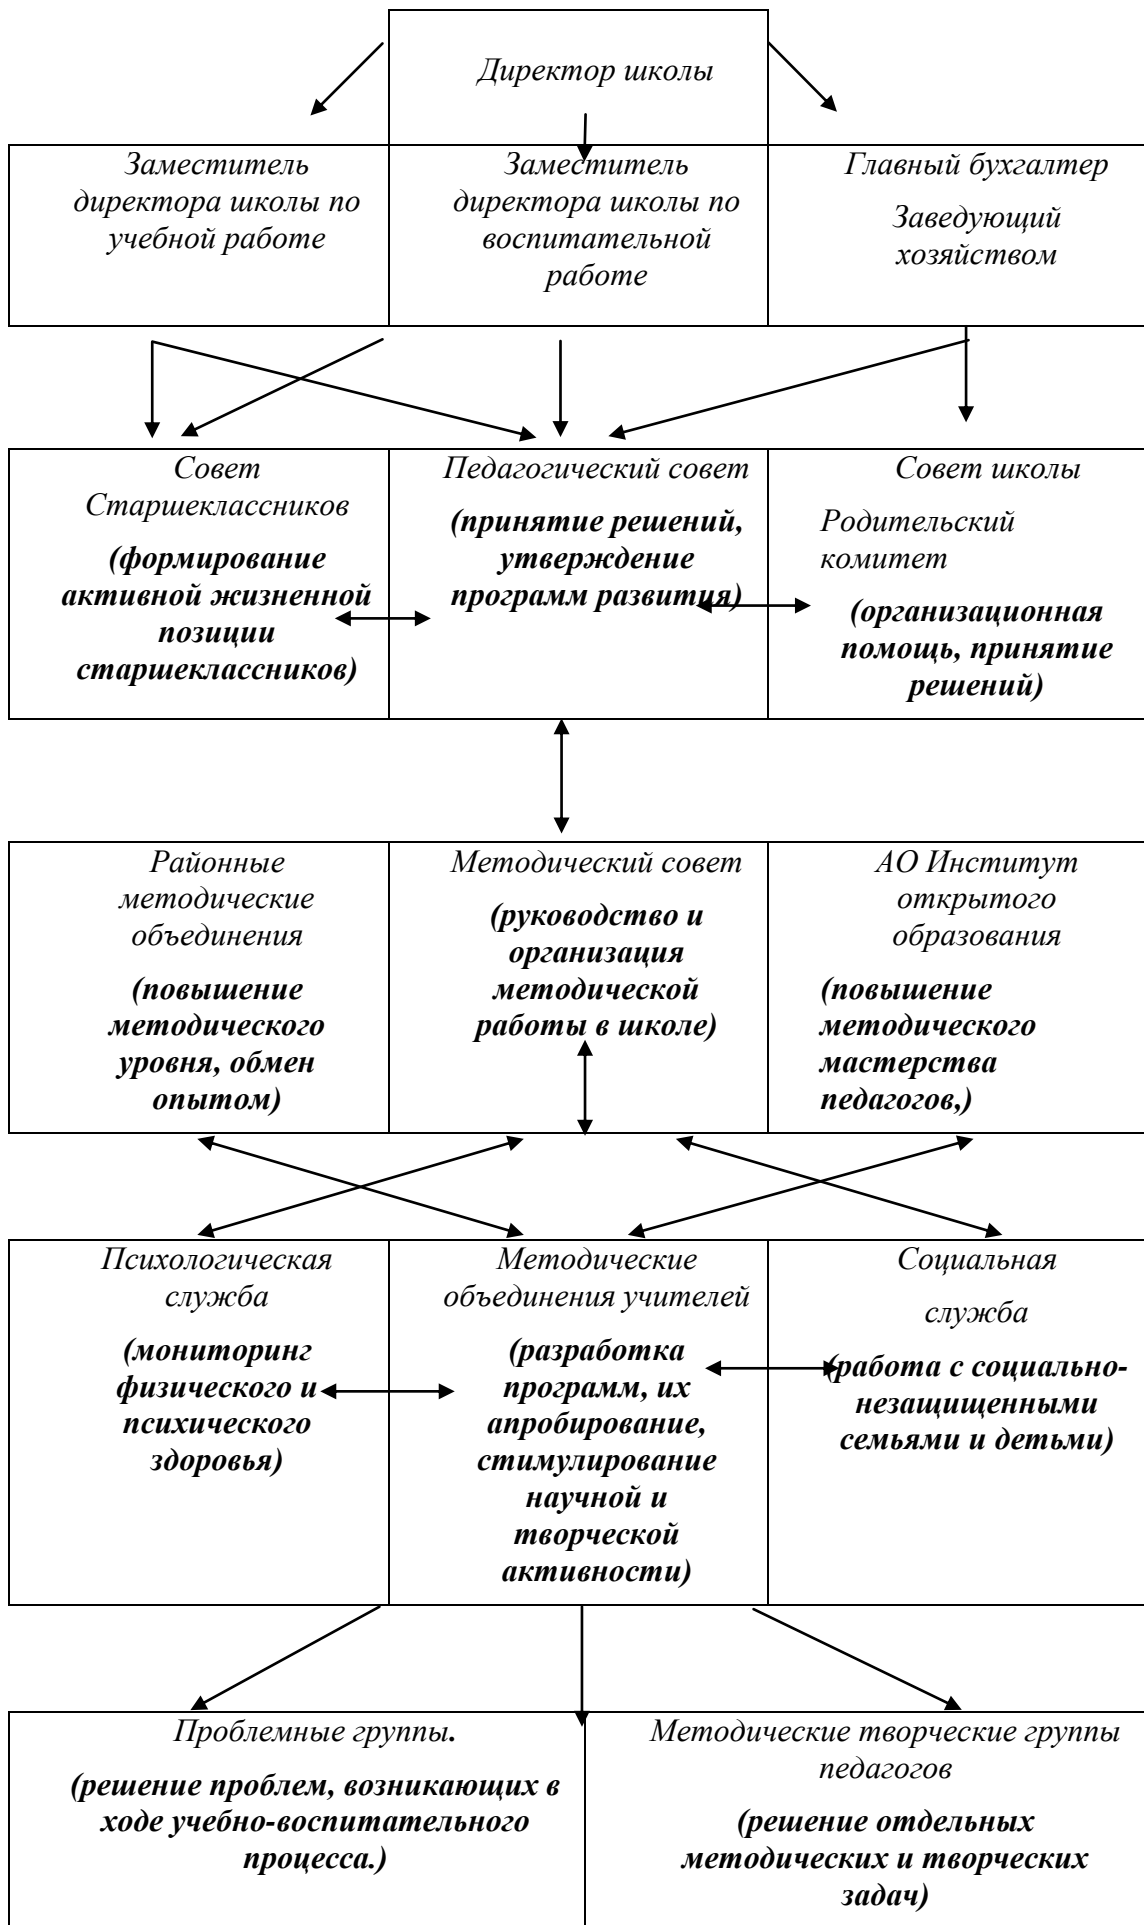 Директор школы
Заместитель
директора школы по
учебной работе
Заместитель
директора школы по
воспитательной
работе
Главный бухгалтер
Заведующий
хозяйством
Совет
Старшеклассников
(формирование
активной жизненной
позиции
старшеклассников)
Педагогический совет
(принятие решений,
утверждение
программ развития)
Совет школы
Родительский
комитет
(организационная
помощь, принятие
решений)
Районные
методические
объединения
(повышение
методического
уровня, обмен
опытом)
Методический совет
(руководство и
организация
методической
работы в школе)
АО Институт
открытого
образования
(повышение
методического
мастерства
педагогов,)
Психологическая
служба
(мониторинг
физического и
психического
здоровья)
Методические
объединения учителей
(разработка
программ, их
апробирование,
стимулирование
научной и
творческой
активности)
Социальная
служба
(работа с социально-
незащищенными
семьями и детьми)
Проблемные группы.
(решение проблем, возникающих в
ходе учебно-воспитательного
процесса.)
Методические творческие группы
педагогов
(решение отдельных
методических и творческих
задач)